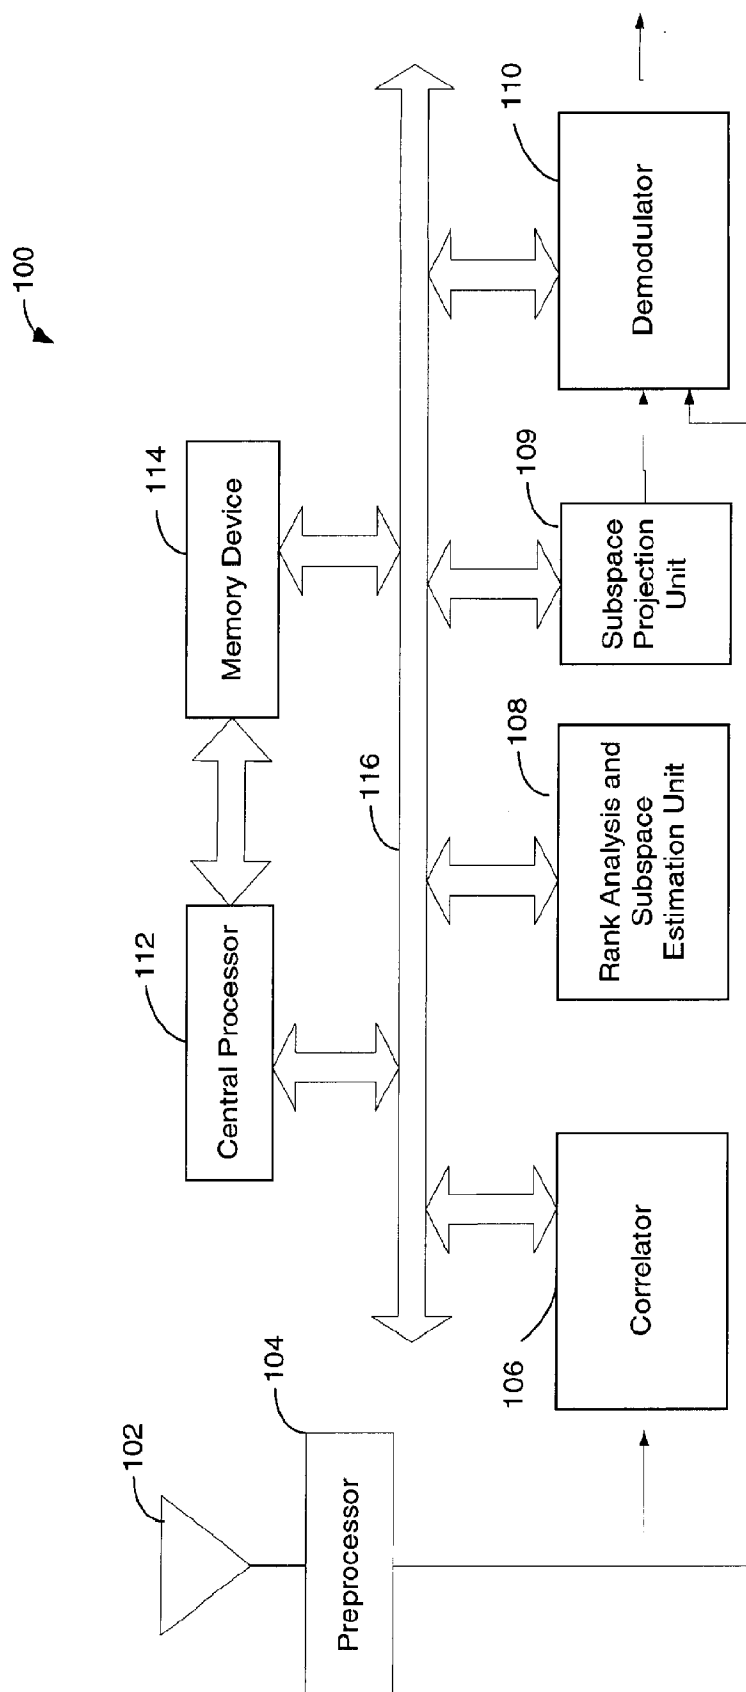 100
102
104
Preprocessor
112
Central Processor
114
Memory Device
116
106
Correlator
108
Rank Analysis and
Subspace
Estimation Unit
109
Subspace
Projection
Unit
110
Demodulator